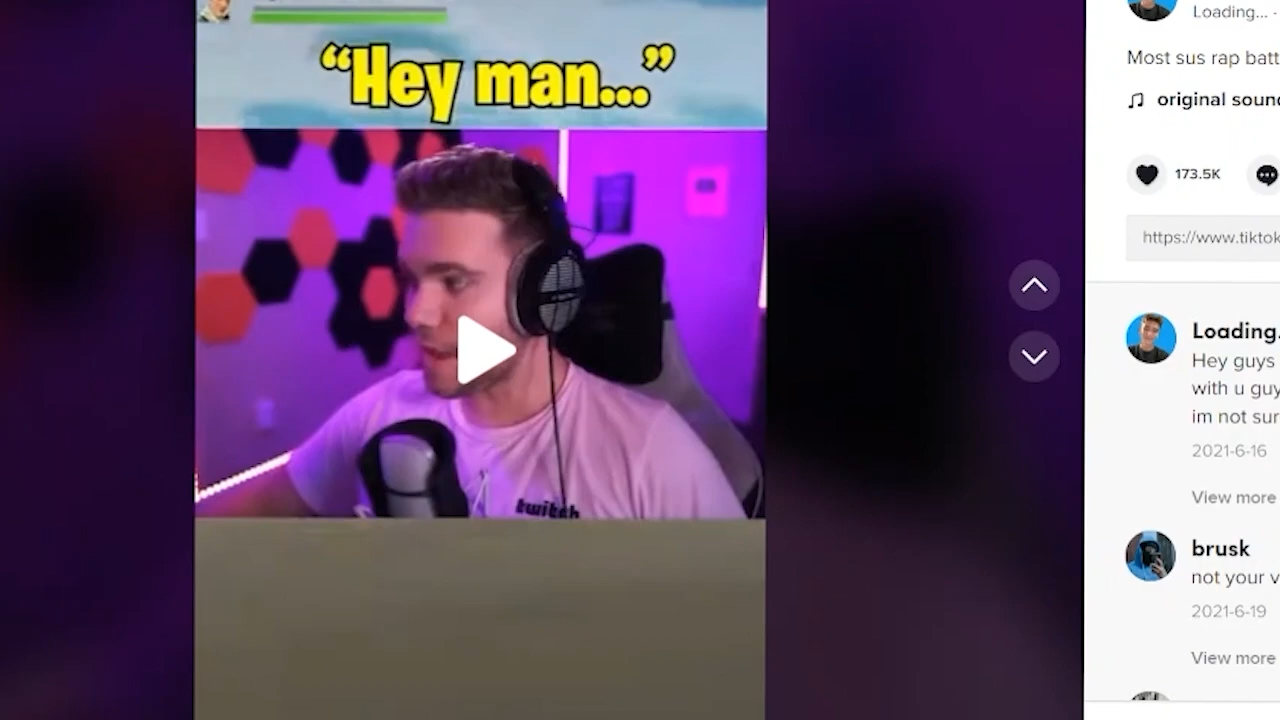 “Hey man...”
twitch
Loading... ·
Most sus rap batt
original soun
173.5K
https://www.tiktok
Loading.
Hey guys
with u guy
im not sur
2021-6-16
View more
brusk
not your v
2021-6-19
View more